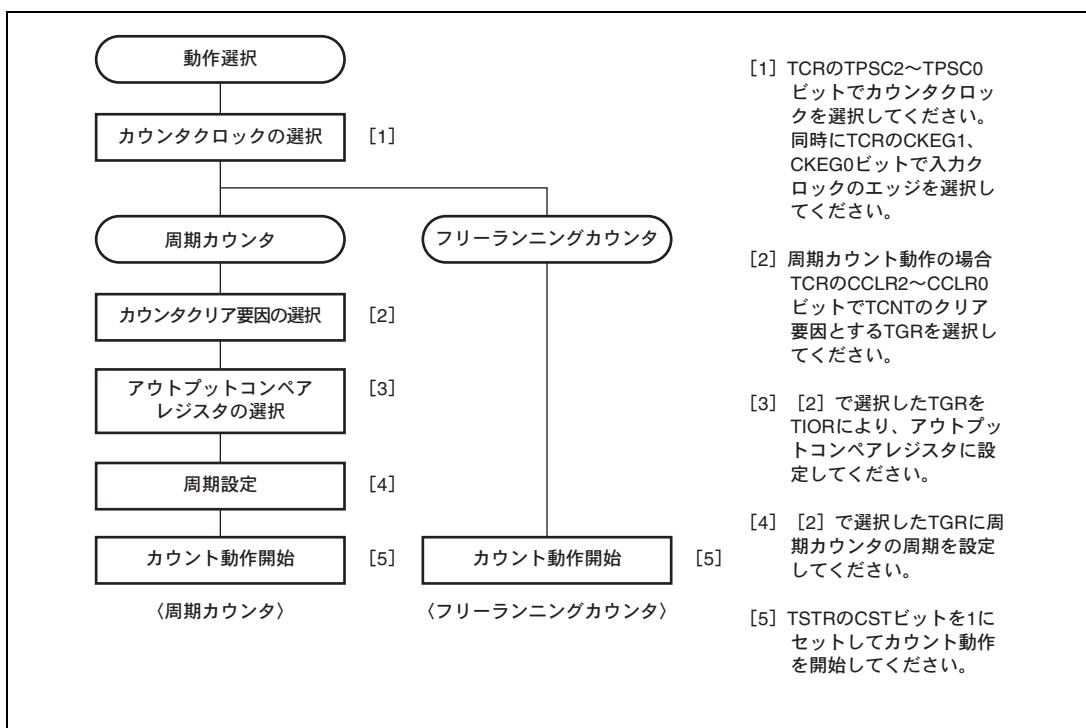 動作選択
カウンタクロックの選択 [1]
周期カウンタ
フリーランニングカウンタ
カウンタクリア要因の選択 [2]
アウトプットコンペア
レジスタの選択
[3]
周期設定 [4]
カウント動作開始 [5]
カウント動作開始 [5]
〈周期カウンタ〉
〈フリーランニングカウンタ〉
[1] TCRのTPSC2～TPSC0
ビットでカウンタクロッ
クを選択してください。
同時にTCRのCKEG1、
CKEG0ビットで入力ク
ロックのエッジを選択し
てください。
[2] 周期カウント動作の場合
TCRのCCLR2～CCLR0
ビットでTCNTのクリア
要因とするTGRを選択し
てください。
[3] [2]で選択したTGRを
TIORにより、アウトプッ
トコンペアレジスタに設
定してください。
[4] [2]で選択したTGRに周
期カウンタの周期を設定
してください。
[5] TSTRのCSTビットを1に
セットしてカウント動作
を開始してください。